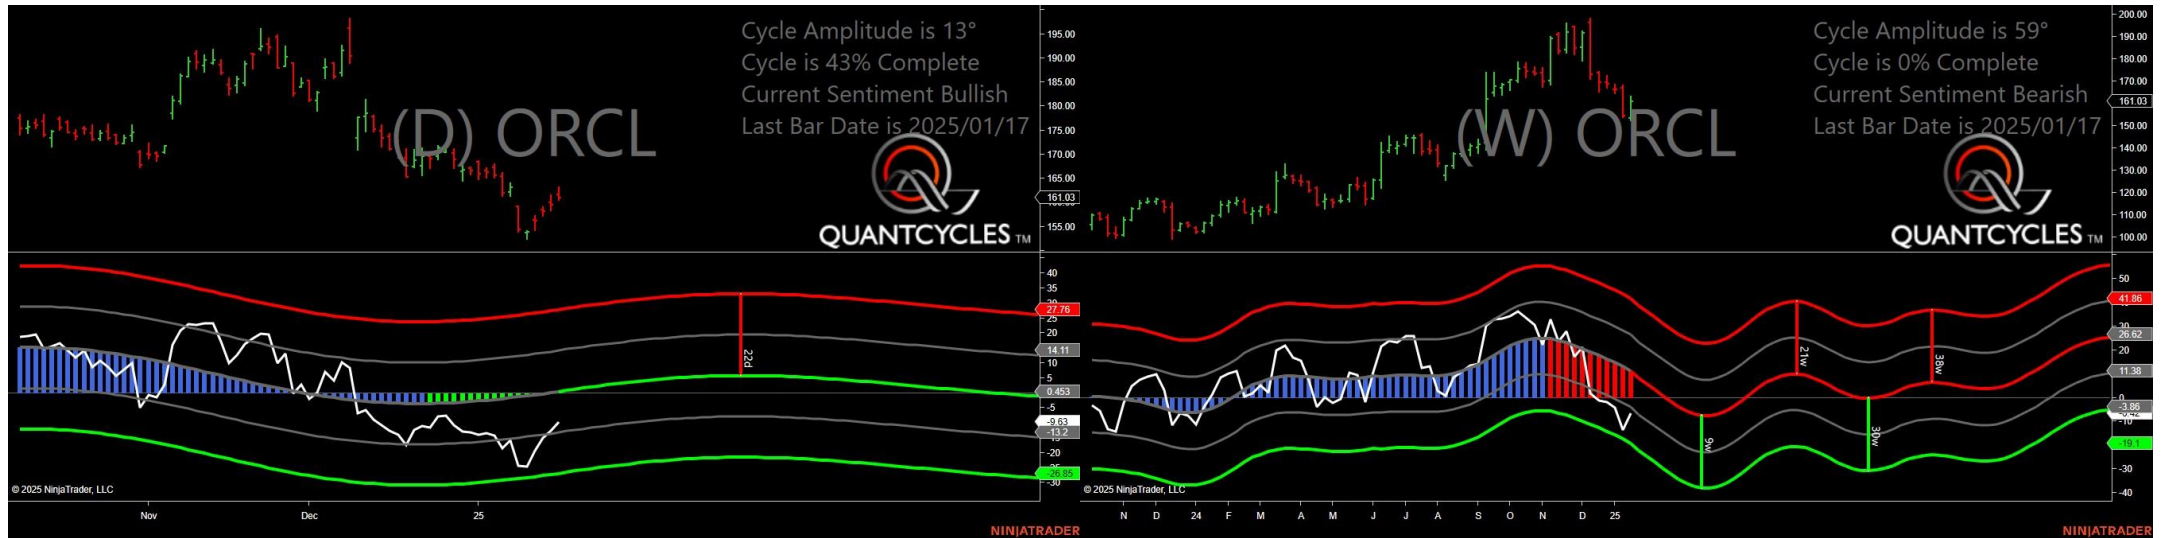 Cycle Amplitude is 13°
Cycle is 43% Complete
Current Sentiment Bullish
Last Bar Date is 2025/01/17
(D) ORCL
QUANTCYCLES TM
195.00
190.00
185.00
180.00
175.00
170.00
165.00
161.03
155.00
40
35
27.76
25
20
14.11
10
5
0.453
-5
-9.63
-13.2
-20
-26.85
-30
22d
© 2025 NinjaTrader, LLC
Nov
Dec
25
NINJATRADER
Cycle Amplitude is 59°
Cycle is 0% Complete
Current Sentiment Bearish
Last Bar Date is 2025/01/17
(W) ORCL
QUANTCYCLES TM
200.00
190.00
180.00
170.00
161.03
150.00
140.00
130.00
120.00
110.00
100.00
50
41.86
30
26.62
20
11.38
0
-3.86
-10
-19.1
-30
-40
9w
21w
30w
38w
© 2025 NinjaTrader, LLC
N D 24 F M A M J J A S O N D 25
NINJATRADER